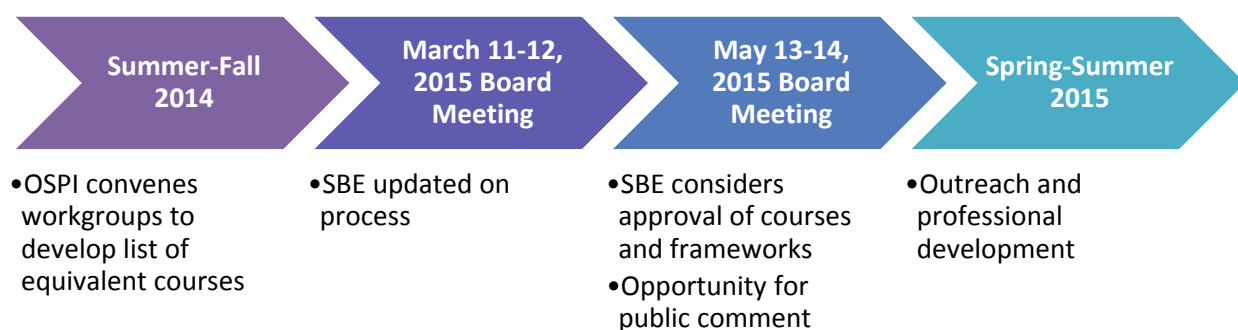 Summer-Fall
2014
•OSPI convenes
workgroups to
develop list of
equivalent courses
March 11-12,
2015 Board
Meeting
•SBE updated on
process
May 13-14,
2015 Board
Meeting
•SBE considers
approval of courses
and frameworks
•Opportunity for
public comment
Spring-Summer
2015
•Outreach and
professional
development